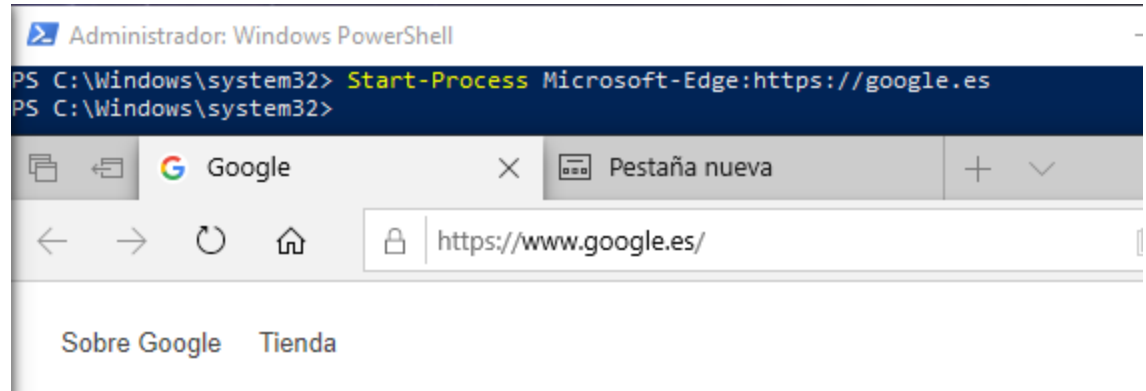 Administrador: Windows PowerShell
PS C:\Windows\system32> Start-Process Microsoft-Edge:https://google.es
PS C:\Windows\system32>
Google
Pestaña nueva
https://www.google.es/
Sobre Google Tienda